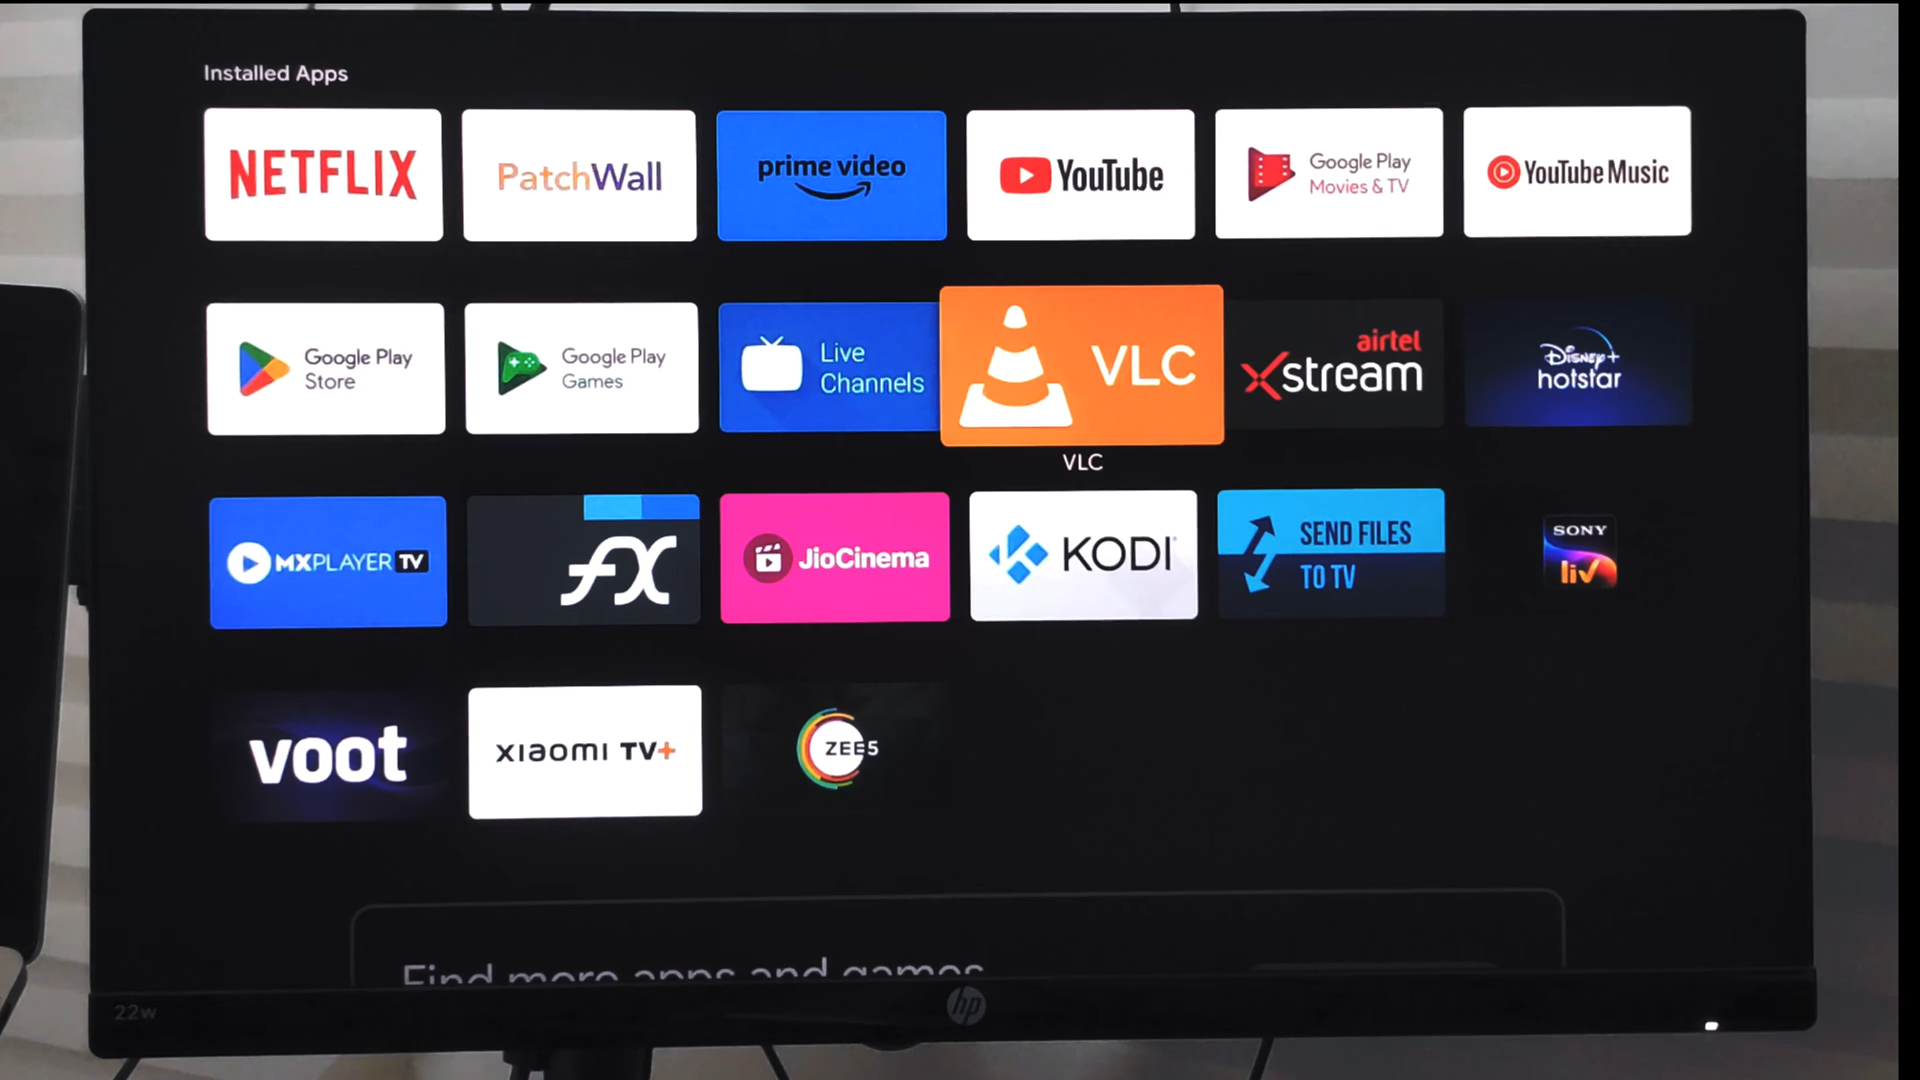 Installed Apps
NETFLIX
PatchWall
prime video
YouTube
Google Play
Movies & TV
YouTube Music
Google Play
Store
Google Play
Games
Live
Channels
VLC
airtel
Xstream
Disney+
hotstar
VLC
MXPLAYER TV
fX
JioCinema
KODI
SEND FILES
TO TV
SONY
liv
voot
xiaomi TV+
ZEE5
Find more apps and games
22w
hp